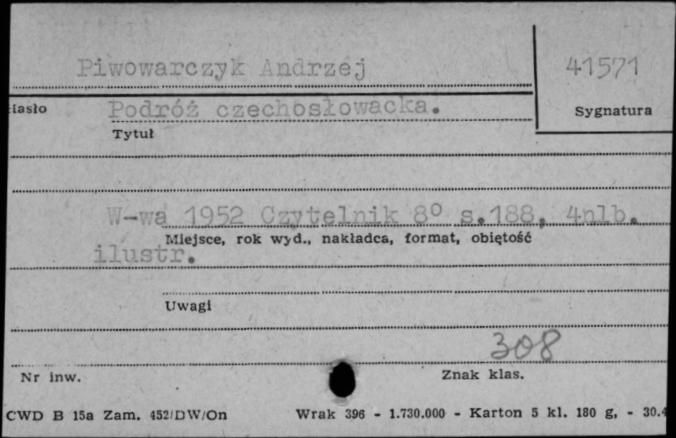 Piwowarczyk Andrzej
41571
Hasło
Podróż czechosłowacka.
Sygnatura
Tytuł
W-wa 1952 Czytelnik 8º s.188, 4nlb.
Miejsce, rok wyd., nakładca, format, objętość
ilustr.
Uwagi
308
Nr inw.
Znak klas.
CWD B 15a Zam. 452/DW/On
Wrak 396 - 1.730.000 - Karton 5 kl. 180 g, - 30.4